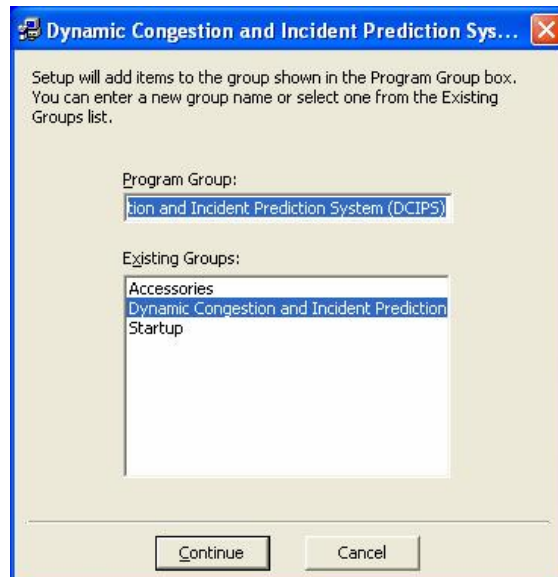 Dynamic Congestion and Incident Prediction Sys...
Setup will add items to the group shown in the Program Group box.
You can enter a new group name or select one from the Existing
Groups list.
Program Group:
tion and Incident Prediction System (DCIPS)
Existing Groups:
Accessories
Dynamic Congestion and Incident Prediction
Startup
Continue
Cancel